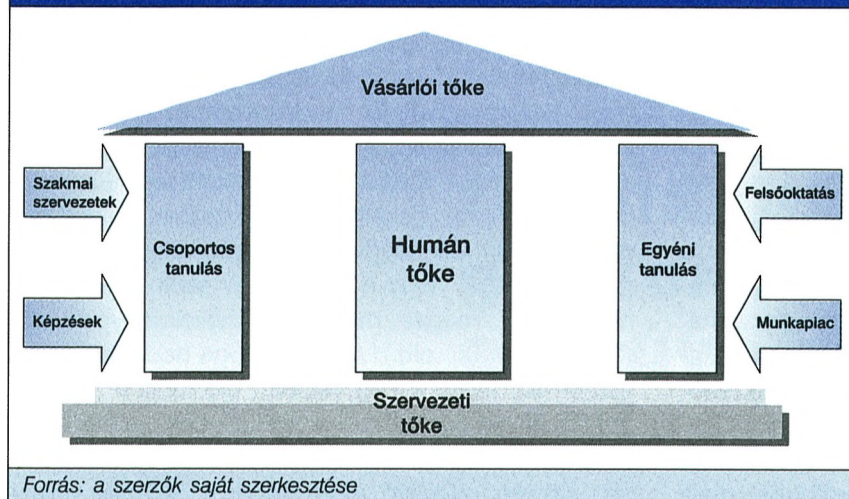 Vásárlói tőke
Szakmai
szervezetek
Csoportos
tanulás
Humán
tőke
Egyéni
tanulás
Felsőoktatás
Képzések
Munkapiac
Szervezeti
tőke
Forrás: a szerzők saját szerkesztése